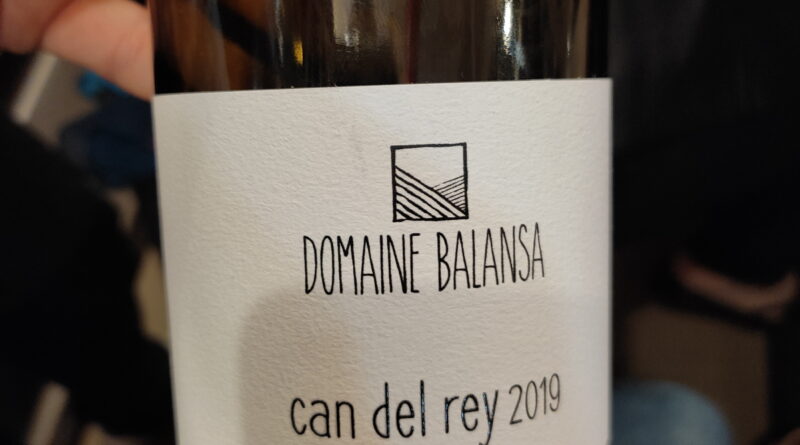 DOMAINE BALANSA
can del rey 2019